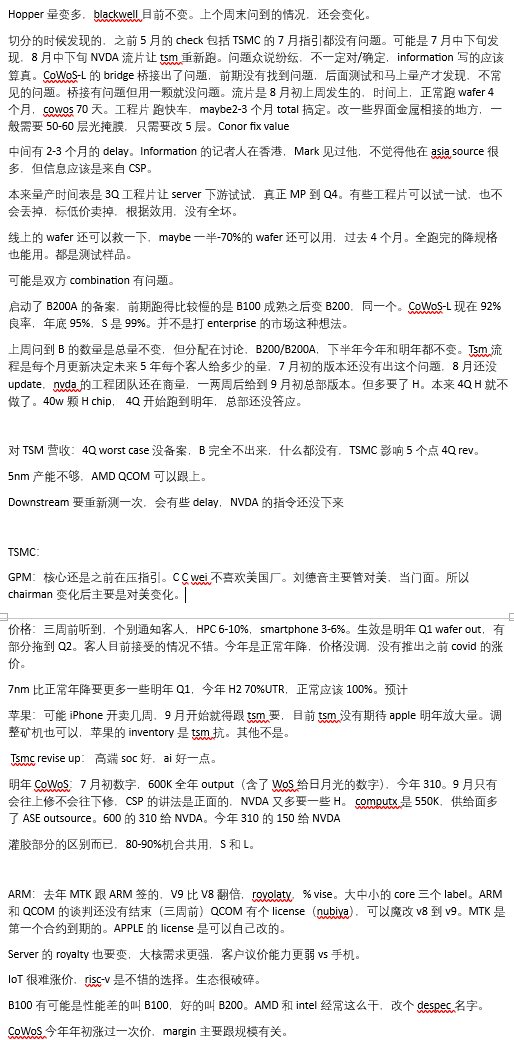 Hopper 量变多，blackwell 目前不变。上个周末问到的情况，还会变化。
切分的时候发现的，之前 5 月的 check 包括 TSMC 的 7 月指引都没有问题。可能是 7 月中下旬发
现，8 月中下旬 NVDA 流片让 tsm 重新跑。问题众说纷纭，不一定对/确定，information 写的应该
算真。CoWoS-L 的 bridge 桥接出了问题，前期没有找到问题，后面测试和马上量产才发现，不常
见的问题。桥接有问题但用一颗就没问题。流片是 8 月初上周发生的，时间上，正常跑 wafer 4
个月，cowos 70 天。工程片 跑快车，maybe2-3 个月 total 搞定。改一些界面金属相接的地方，一
般需要 50-60 层光掩膜，只需要改 5 层。Conor fix value
中间有 2-3 个月的 delay。Information 的记者人在香港，Mark 见过他，不觉得他在 asia source 很
多，但信息应该是来自 CSP。
本来量产时间表是 3Q 工程片让 server 下游试试，真正 MP 到 Q4。有些工程片可以试一试，也不
会丢掉，标低价卖掉，根据效用，没有全坏。
线上的 wafer 还可以救一下，maybe 一半-70%的 wafer 还可以用，过去 4 个月。全跑完的降规格
也能用。都是测试样品。
可能是双方 combination 有问题。
启动了 B200A 的备案，前期跑得比较慢的是 B100 成熟之后变 B200，同一个。CoWoS-L 现在 92%
良率，年底 95%，S 是 99%。并不是打 enterprise 的市场这种想法。
上周问到 B 的数量是总量不变，但分配在讨论，B200/B200A，下半年今年和明年都不变。Tsm 流
程是每个月更新决定未来 5 年每个客人给多少的量，7 月初的版本还没有出这个问题，8 月还没
update，nvda 的工程团队还在商量，一两周后给到 9 月初总部版本。但多要了 H。本来 4Q H 就不
做了。40w 颗 H chip，4Q 开始跑到明年，总部还没答应。
对 TSM 营收：4Q worst case 没备案，B 完全不出来，什么都没有，TSMC 影响 5 个点 4Q rev。
5nm 产能不够，AMD QCOM 可以跟上。
Downstream 要重新测一次，会有些 delay，NVDA 的指令还没下来
TSMC：
GPM：核心还是之前在压指引。C C wei 不喜欢美国厂。刘德音主要管对美，当门面。所以
chairman 变化后主要是对美变化。
价格：三周前听到，个别通知客人，HPC 6-10%，smartphone 3-6%。生效是明年 Q1 wafer out，有
部分拖到 Q2。客人目前接受的情况不错。今年是正常年降，价格没调，没有推出之前 covid 的涨
价。
7nm 比正常年降要更多一些明年 Q1，今年 H2 70%UTR，正常应该 100%。预计
苹果：可能 iPhone 开卖几周，9 月开始就得跟 tsm 要，目前 tsm 没有期待 apple 明年放大量。调
整矿机也可以，苹果的 inventory 是 tsm 抗。其他不是。
Tsmc revise up：高端 soc 好，ai 好一点。
明年 CoWoS：7 月初数字，600K 全年 output（含了 WoS 给日月光的数字），今年 310。9 月只有
会往上修不会往下修，CSP 的讲法是正面的，NVDA 又多要一些 H。 computx 是 550K，供给面多
了 ASE outsource。600 的 310 给 NVDA。今年 310 的 150 给 NVDA
灌胶部分的区别而已，80-90%机台共用，S 和 L。
ARM：去年 MTK 跟 ARM 签的，V9 比 V8 翻倍，royolaty，% vise。大中小的 core 三个 label。ARM
和 QCOM 的谈判还没有结束（三周前）QCOM 有个 license（nubiya），可以魔改 v8 到 v9。MTK 是
第一个合约到期的。APPLE 的 license 是可以自己改的。
Server 的 royalty 也要变，大核需求更强，客户议价能力更弱 vs 手机。
IoT 很难涨价，risc-v 是不错的选择。生态很破碎。
B100 有可能是性能差的叫 B100，好的叫 B200。AMD 和 intel 经常这么干，改个 despec 名字。
CoWoS 今年年初涨过一次价，margin 主要跟规模有关。